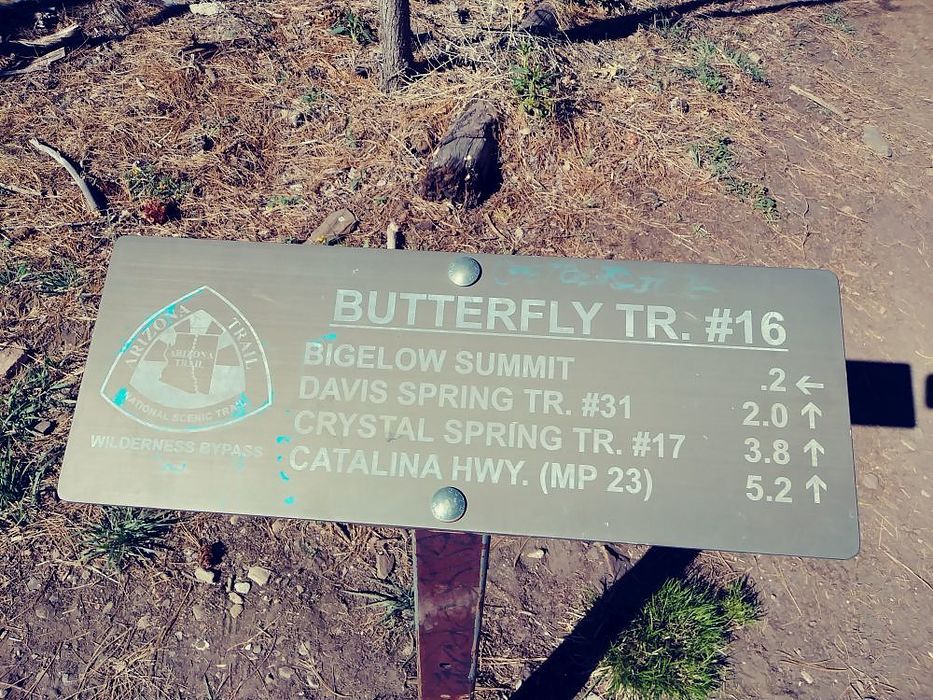 ARIZONA TRAIL
ARIZONA
TRAIL
NATIONAL SCENIC TRAIL
WILDERNESS BYPASS
BUTTERFLY TR. #16
BIGELOW SUMMIT .2 ←
DAVIS SPRING TR. #31 2.0 ↑
CRYSTAL SPRING TR. #17 3.8 ↑
CATALINA HWY. (MP 23) 5.2 ↑